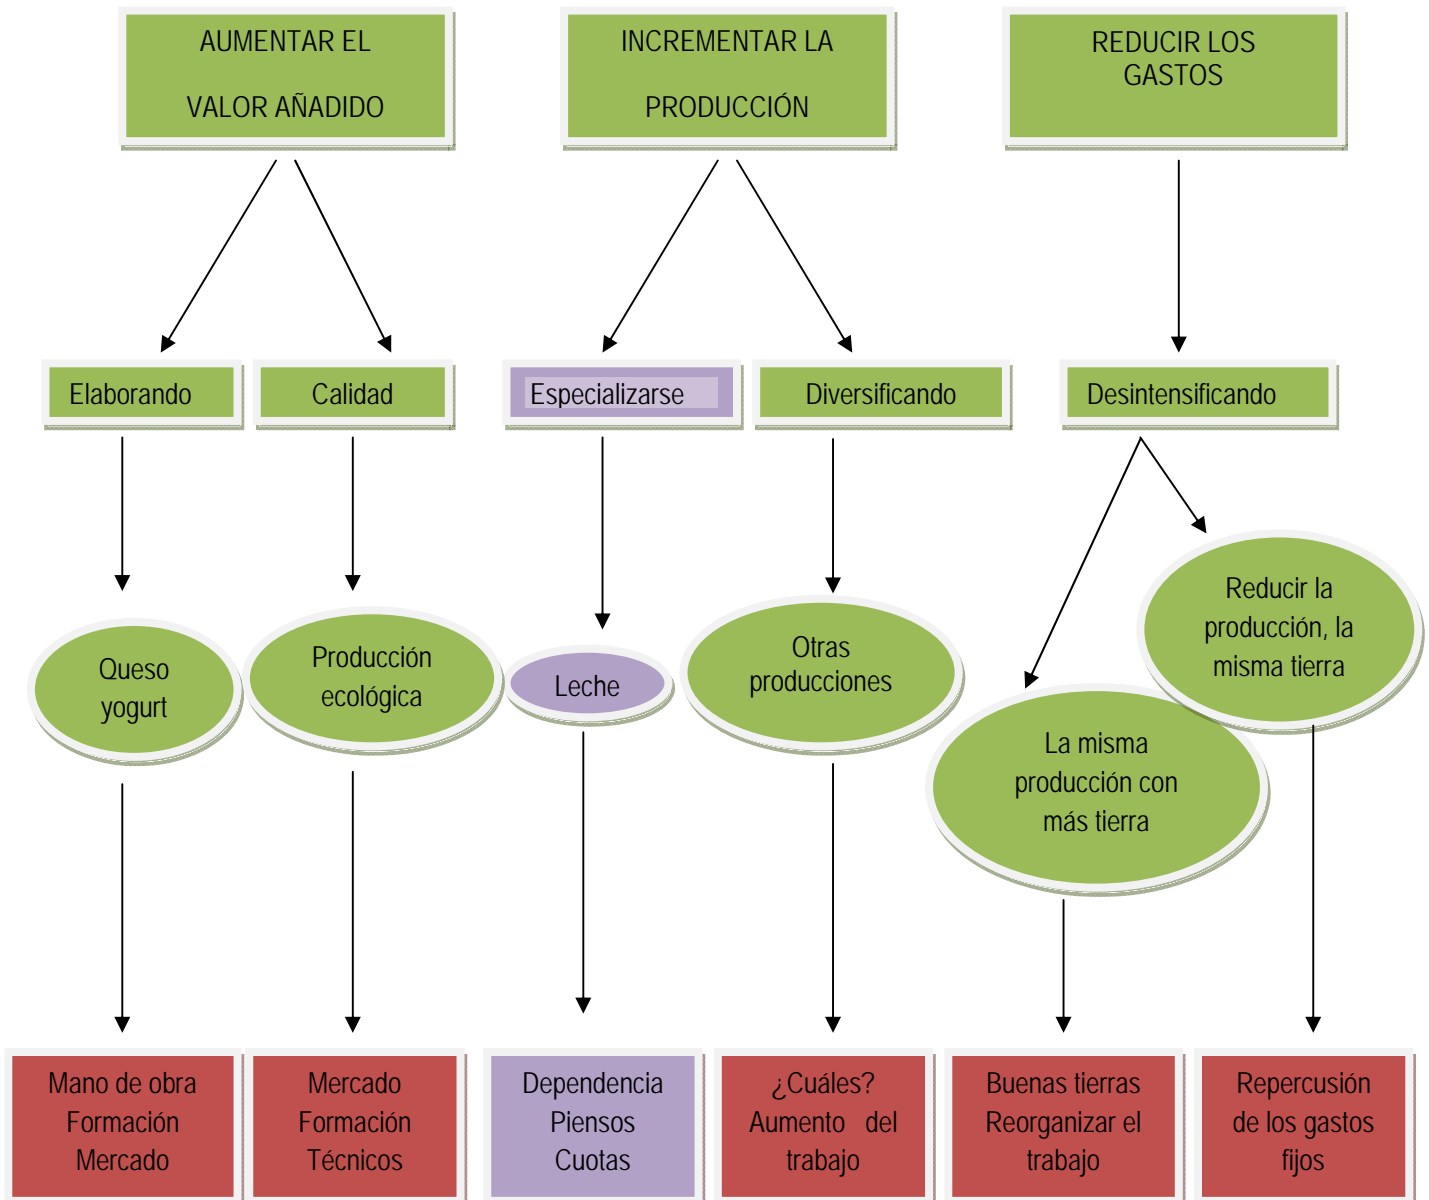 AUMENTAR EL
VALOR AÑADIDO
INCREMENTAR LA
PRODUCCIÓN
REDUCIR LOS
GASTOS
Elaborando
Calidad
Especializarse
Diversificando
Desintensificando
Queso
yogurt
Producción
ecológica
Leche
Otras
producciones
La misma
producción con
más tierra
Reducir la
producción, la
misma tierra
Mano de obra
Formación
Mercado
Mercado
Formación
Técnicos
Dependencia
Piensos
Cuotas
¿Cuáles?
Aumento del
trabajo
Buenas tierras
Reorganizar el
trabajo
Repercusión
de los gastos
fijos